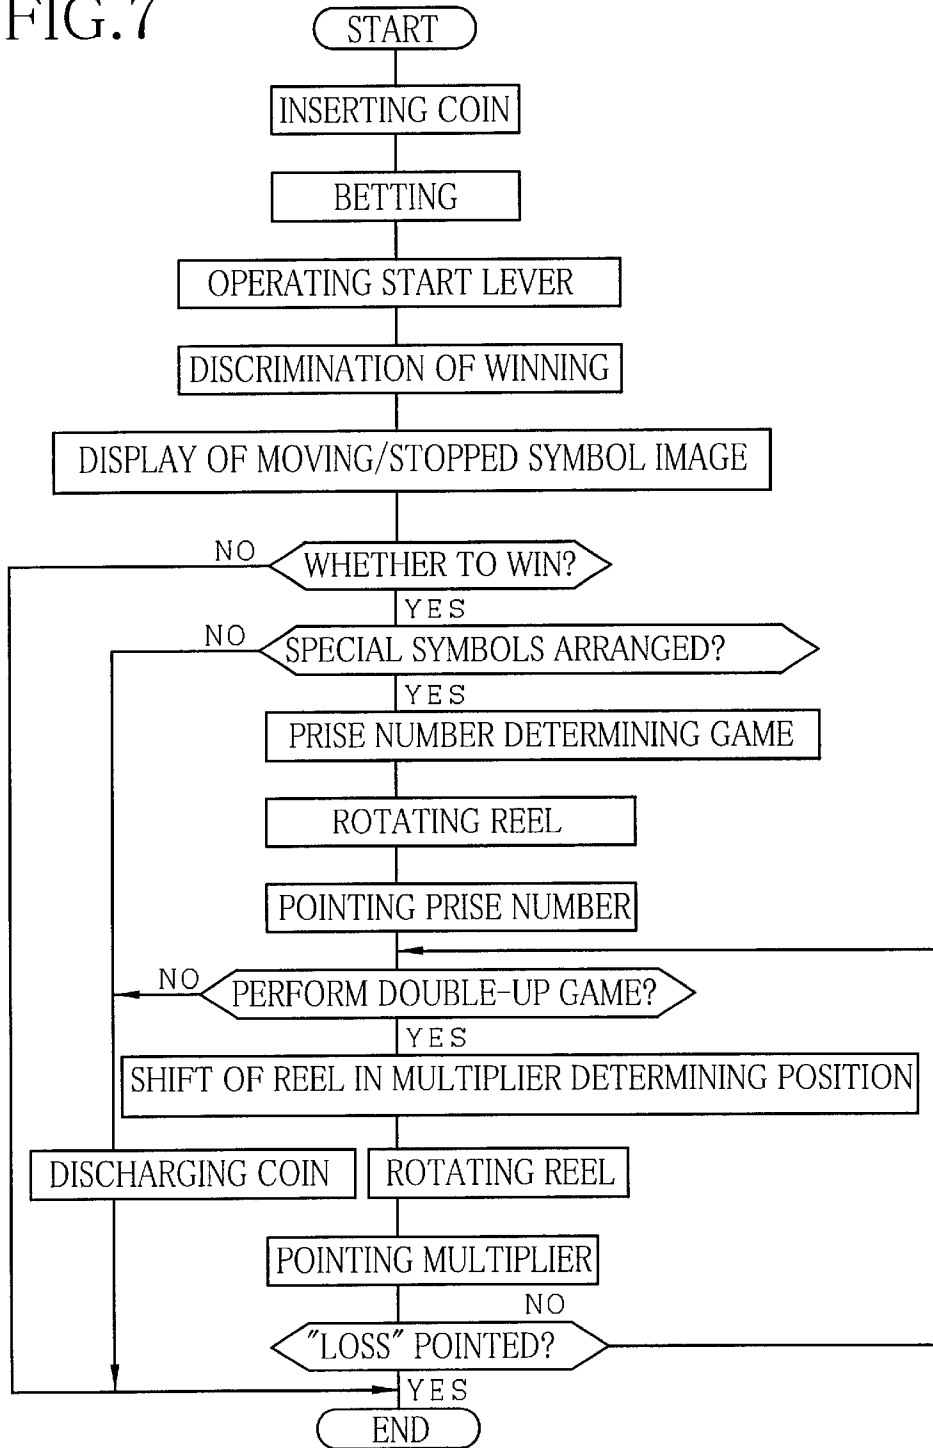 FIG.7
START
INSERTING COIN
BETTING
OPERATING START LEVER
DISCRIMINATION OF WINNING
DISPLAY OF MOVING/STOPPED SYMBOL IMAGE
NO
WHETHER TO WIN?
YES
NO
SPECIAL SYMBOLS ARRANGED?
YES
PRISE NUMBER DETERMINING GAME
ROTATING REEL
POINTING PRISE NUMBER
NO
PERFORM DOUBLE-UP GAME?
YES
SHIFT OF REEL IN MULTIPLIER DETERMINING POSITION
DISCHARGING COIN
ROTATING REEL
POINTING MULTIPLIER
NO
"LOSS" POINTED?
YES
END